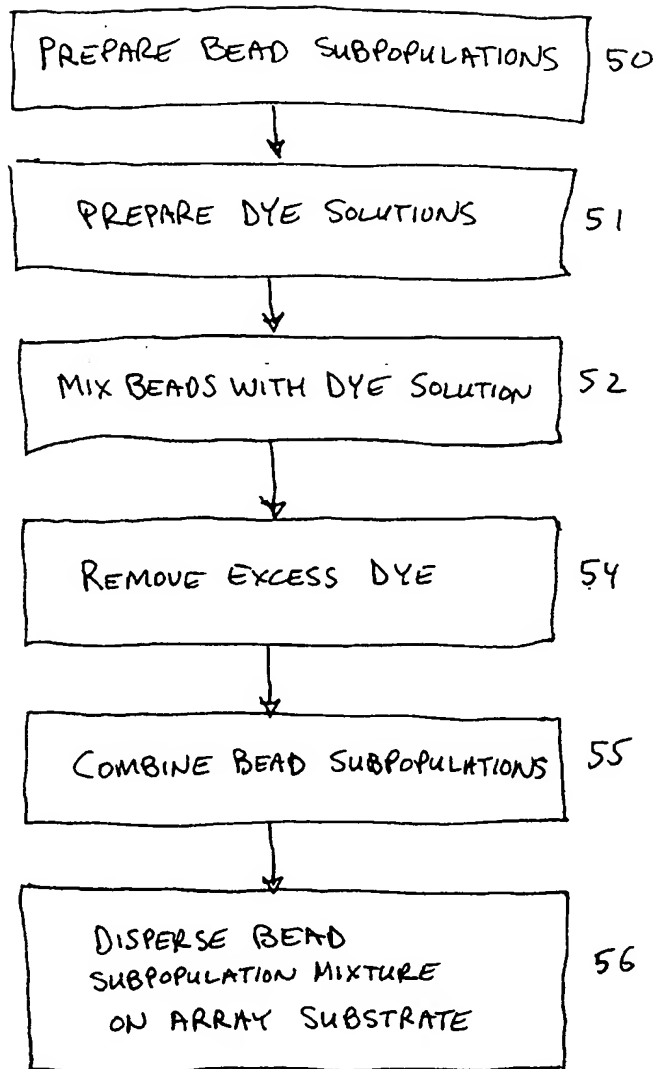 PREPARE BEAD SUBPOPULATIONS 50
PREPARE DYE SOLUTIONS 51
MIX BEADS WITH DYE SOLUTION 52
REMOVE EXCESS DYE 54
COMBINE BEAD SUBPOPULATIONS 55
DISPERSE BEAD
SUBPOPULATION MIXTURE 56
ON ARRAY SUBSTRATE